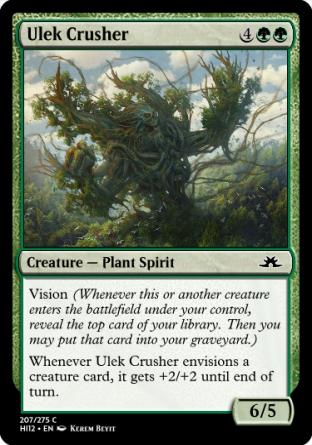 Ulek Crusher 4
Creature — Plant Spirit
Vision (Whenever this or another creature
enters the battlefield under your control,
reveal the top card of your library. Then you
may put that card into your graveyard.)
Whenever Ulek Crusher envisions a
creature card, it gets +2/+2 until end of
turn.
6/5
207/275 C
HI12 • EN Kerem Beyit